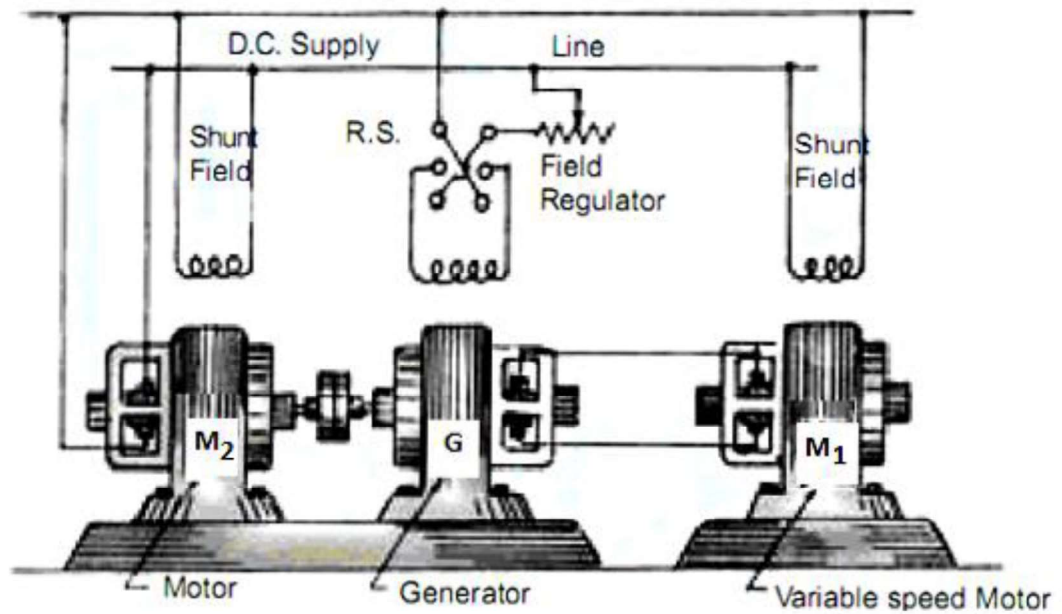 D.C. Supply
Line
R.S.
Shunt
Field
Field
Regulator
Shunt
Field
M2
G
M1
Motor
Generator
Variable speed Motor